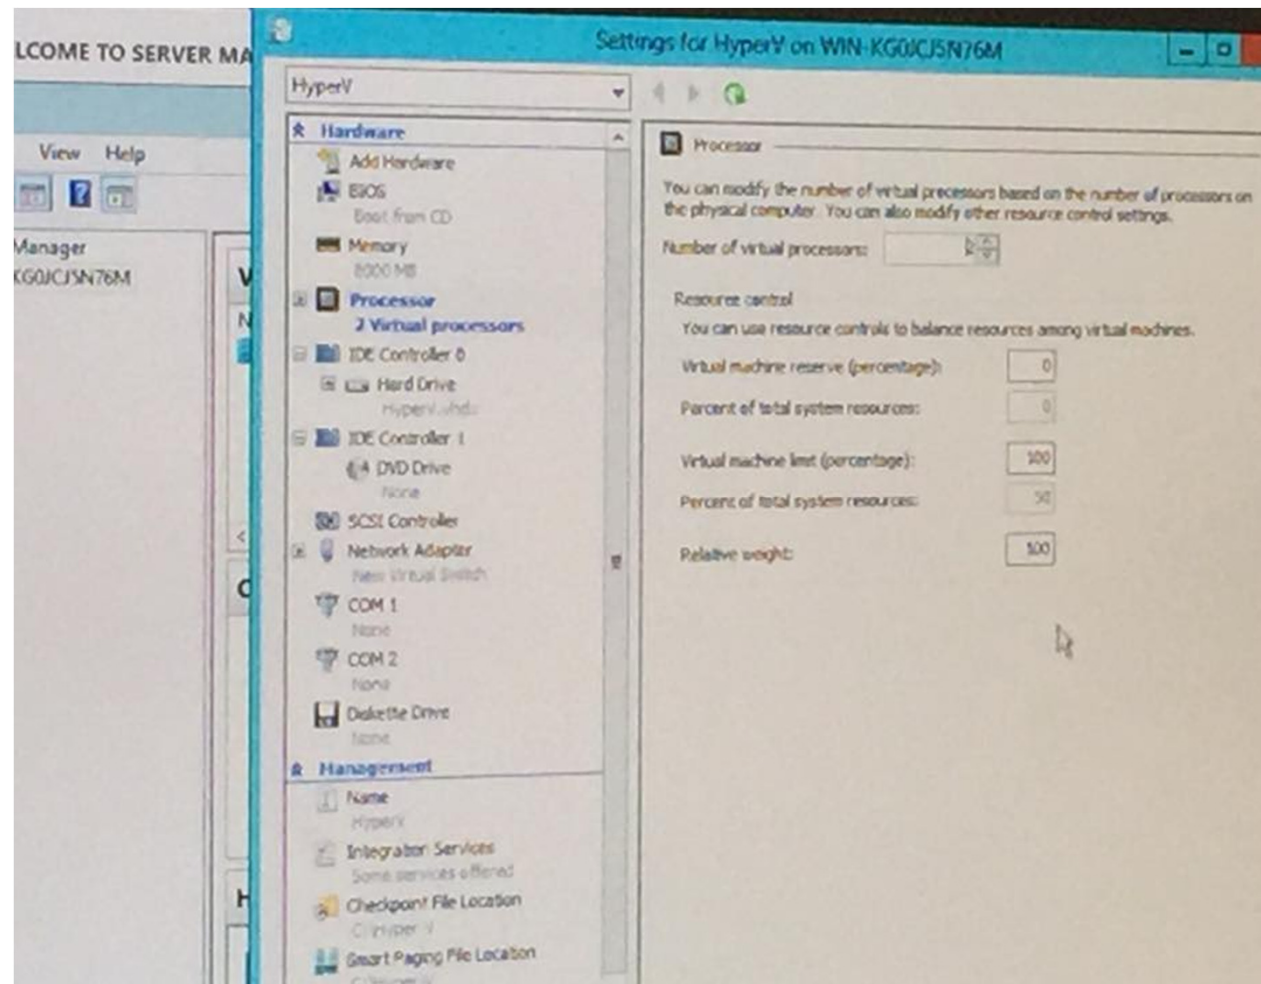 LCOME TO SERVER MA
View Help
Manager
KG0JCJ5N76M
Settings for HyperV on WIN-KG0JCJ5N76M
HyperV
Hardware
Add Hardware
BIOS
Boot from CD
Memory
8000 MB
Processor
2 Virtual processors
IDE Controller 0
Hard Drive
HyperV.vhdx
IDE Controller 1
DVD Drive
None
SCSI Controller
Network Adapter
New Virtual Switch
COM 1
None
COM 2
None
Diskette Drive
None
Management
Name
HyperV
Integration Services
Some services offered
Checkpoint File Location
Smart Paging File Location
Processor
You can modify the number of virtual processors based on the number of processors on
the physical computer. You can also modify other resource control settings.
Number of virtual processors:
Resource control
You can use resource controls to balance resources among virtual machines.
Virtual machine reserve (percentage): 0
Percent of total system resources: 0
Virtual machine limit (percentage): 100
Percent of total system resources: 50
Relative weight: 100